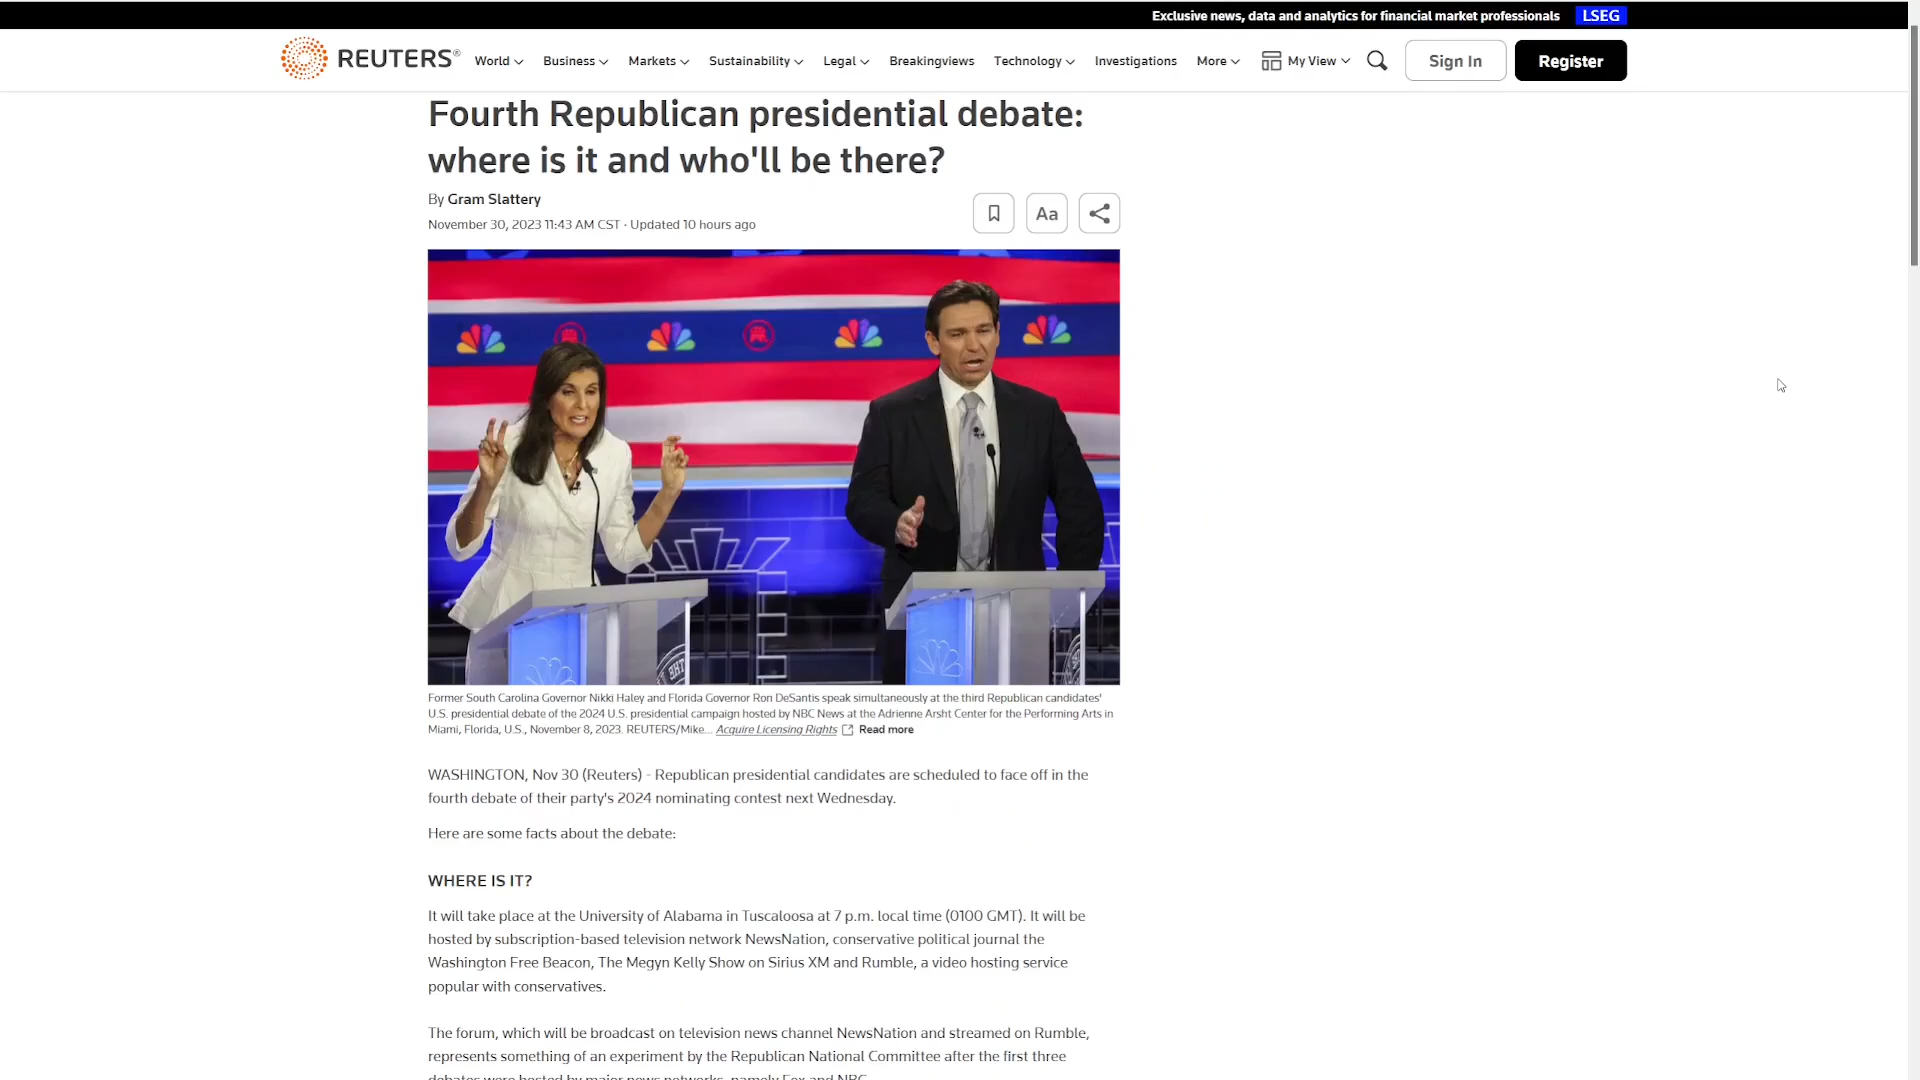 Exclusive news, data and analytics for financial market professionals LSEG
REUTERS® World Business Markets Sustainability Legal Breakingviews Technology Investigations More My View Sign In Register
Fourth Republican presidential debate:
where is it and who'll be there?
By Gram Slattery
November 30, 2023 11:43 AM CST · Updated 10 hours ago
Aa
Former South Carolina Governor Nikki Haley and Florida Governor Ron DeSantis speak simultaneously at the third Republican candidates'
U.S. presidential debate of the 2024 U.S. presidential campaign hosted by NBC News at the Adrienne Arsht Center for the Performing Arts in
Miami, Florida, U.S., November 8, 2023. REUTERS/Mike... Acquire Licensing Rights Read more
WASHINGTON, Nov 30 (Reuters) - Republican presidential candidates are scheduled to face off in the
fourth debate of their party's 2024 nominating contest next Wednesday.
Here are some facts about the debate:
WHERE IS IT?
It will take place at the University of Alabama in Tuscaloosa at 7 p.m. local time (0100 GMT). It will be
hosted by subscription-based television network NewsNation, conservative political journal the
Washington Free Beacon, The Megyn Kelly Show on Sirius XM and Rumble, a video hosting service
popular with conservatives.
The forum, which will be broadcast on television news channel NewsNation and streamed on Rumble,
represents something of an experiment by the Republican National Committee after the first three
debates were hosted by major news networks, namely Fox and NBC.